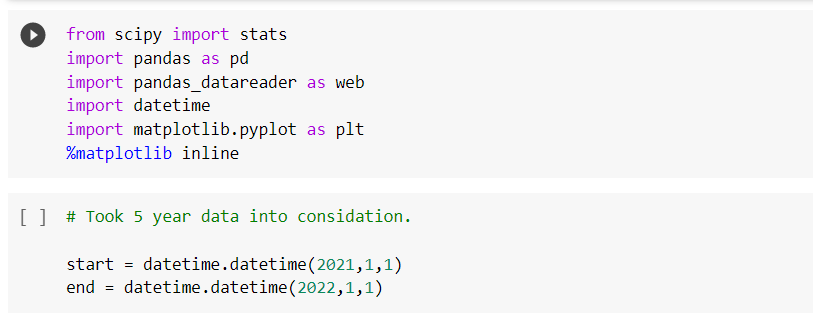 from scipy import stats
import pandas as pd
import pandas_datareader as web
import datetime
import matplotlib.pyplot as plt
%matplotlib inline
[ ] # Took 5 year data into considation.
start = datetime.datetime(2021,1,1)
end = datetime.datetime(2022,1,1)